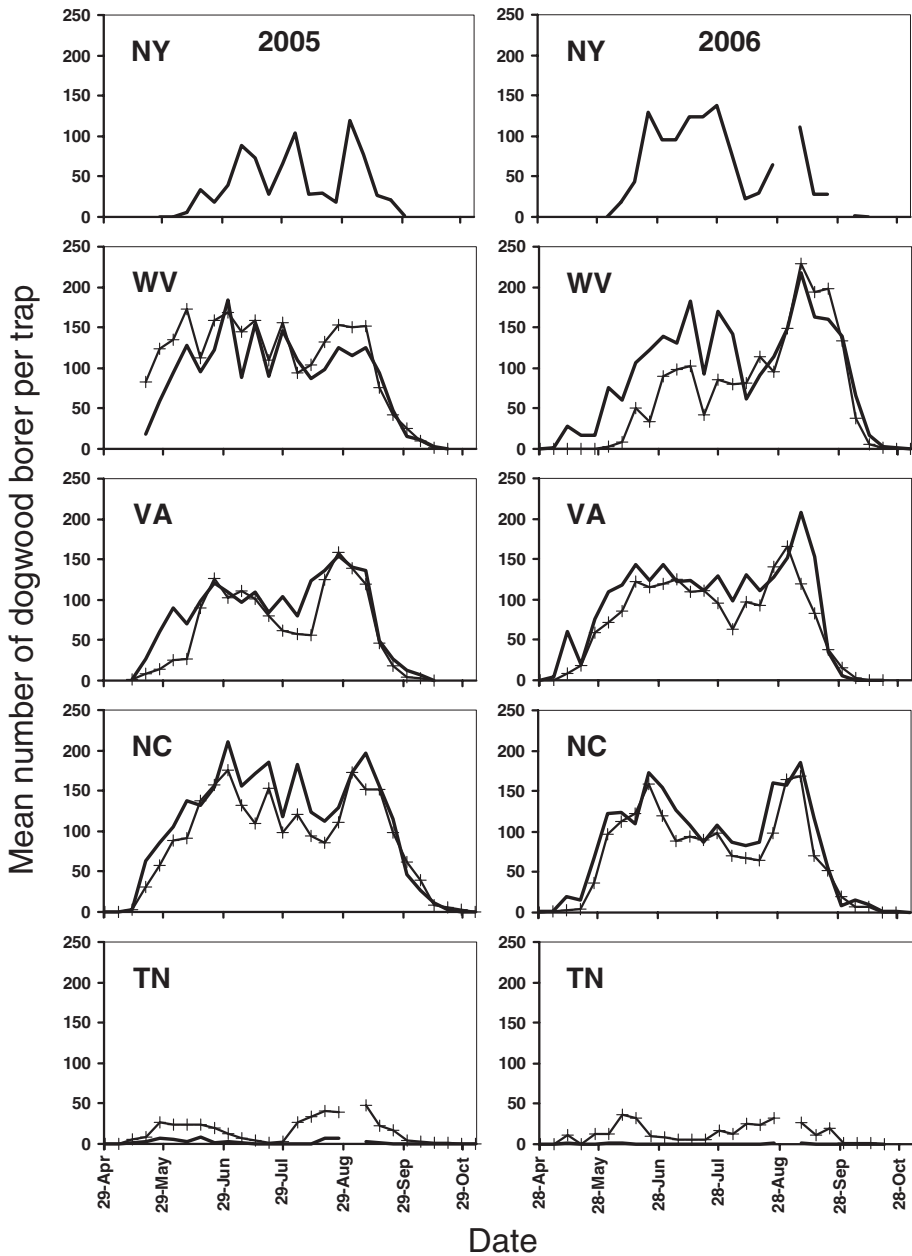 Mean number of dogwood borer per trap
2005
2006
NY
250
200
150
100
50
0
NY
250
200
150
100
50
0
WV
250
200
150
100
50
0
WV
250
200
150
100
50
0
VA
250
200
150
100
50
0
VA
250
200
150
100
50
0
NC
250
200
150
100
50
0
NC
250
200
150
100
50
0
TN
250
200
150
100
50
0
TN
250
200
150
100
50
0
29-Apr
29-May
29-Jun
29-Jul
29-Aug
29-Sep
29-Oct
28-Apr
28-May
28-Jun
28-Jul
28-Aug
28-Sep
28-Oct
Date